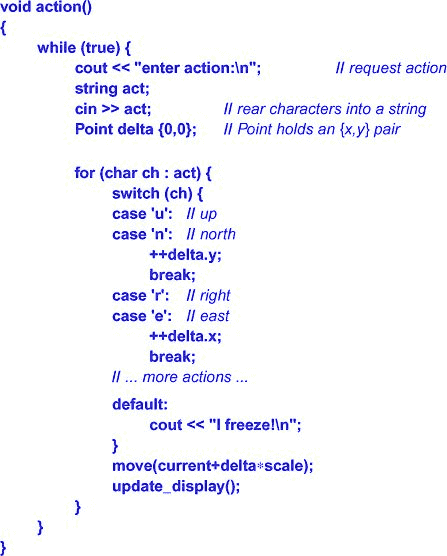 void action()
{
while (true) {
cout << "enter action:\n"; // request action
string act;
cin >> act; // rear characters into a string
Point delta {0,0}; // Point holds an {x,y} pair
for (char ch : act) {
switch (ch) {
case 'u': // up
case 'n': // north
++delta.y;
break;
case 'r': // right
case 'e': // east
++delta.x;
break;
// ... more actions ...
default:
cout << "I freeze!\n";
}
move(current+delta*scale);
update_display();
}
}
}